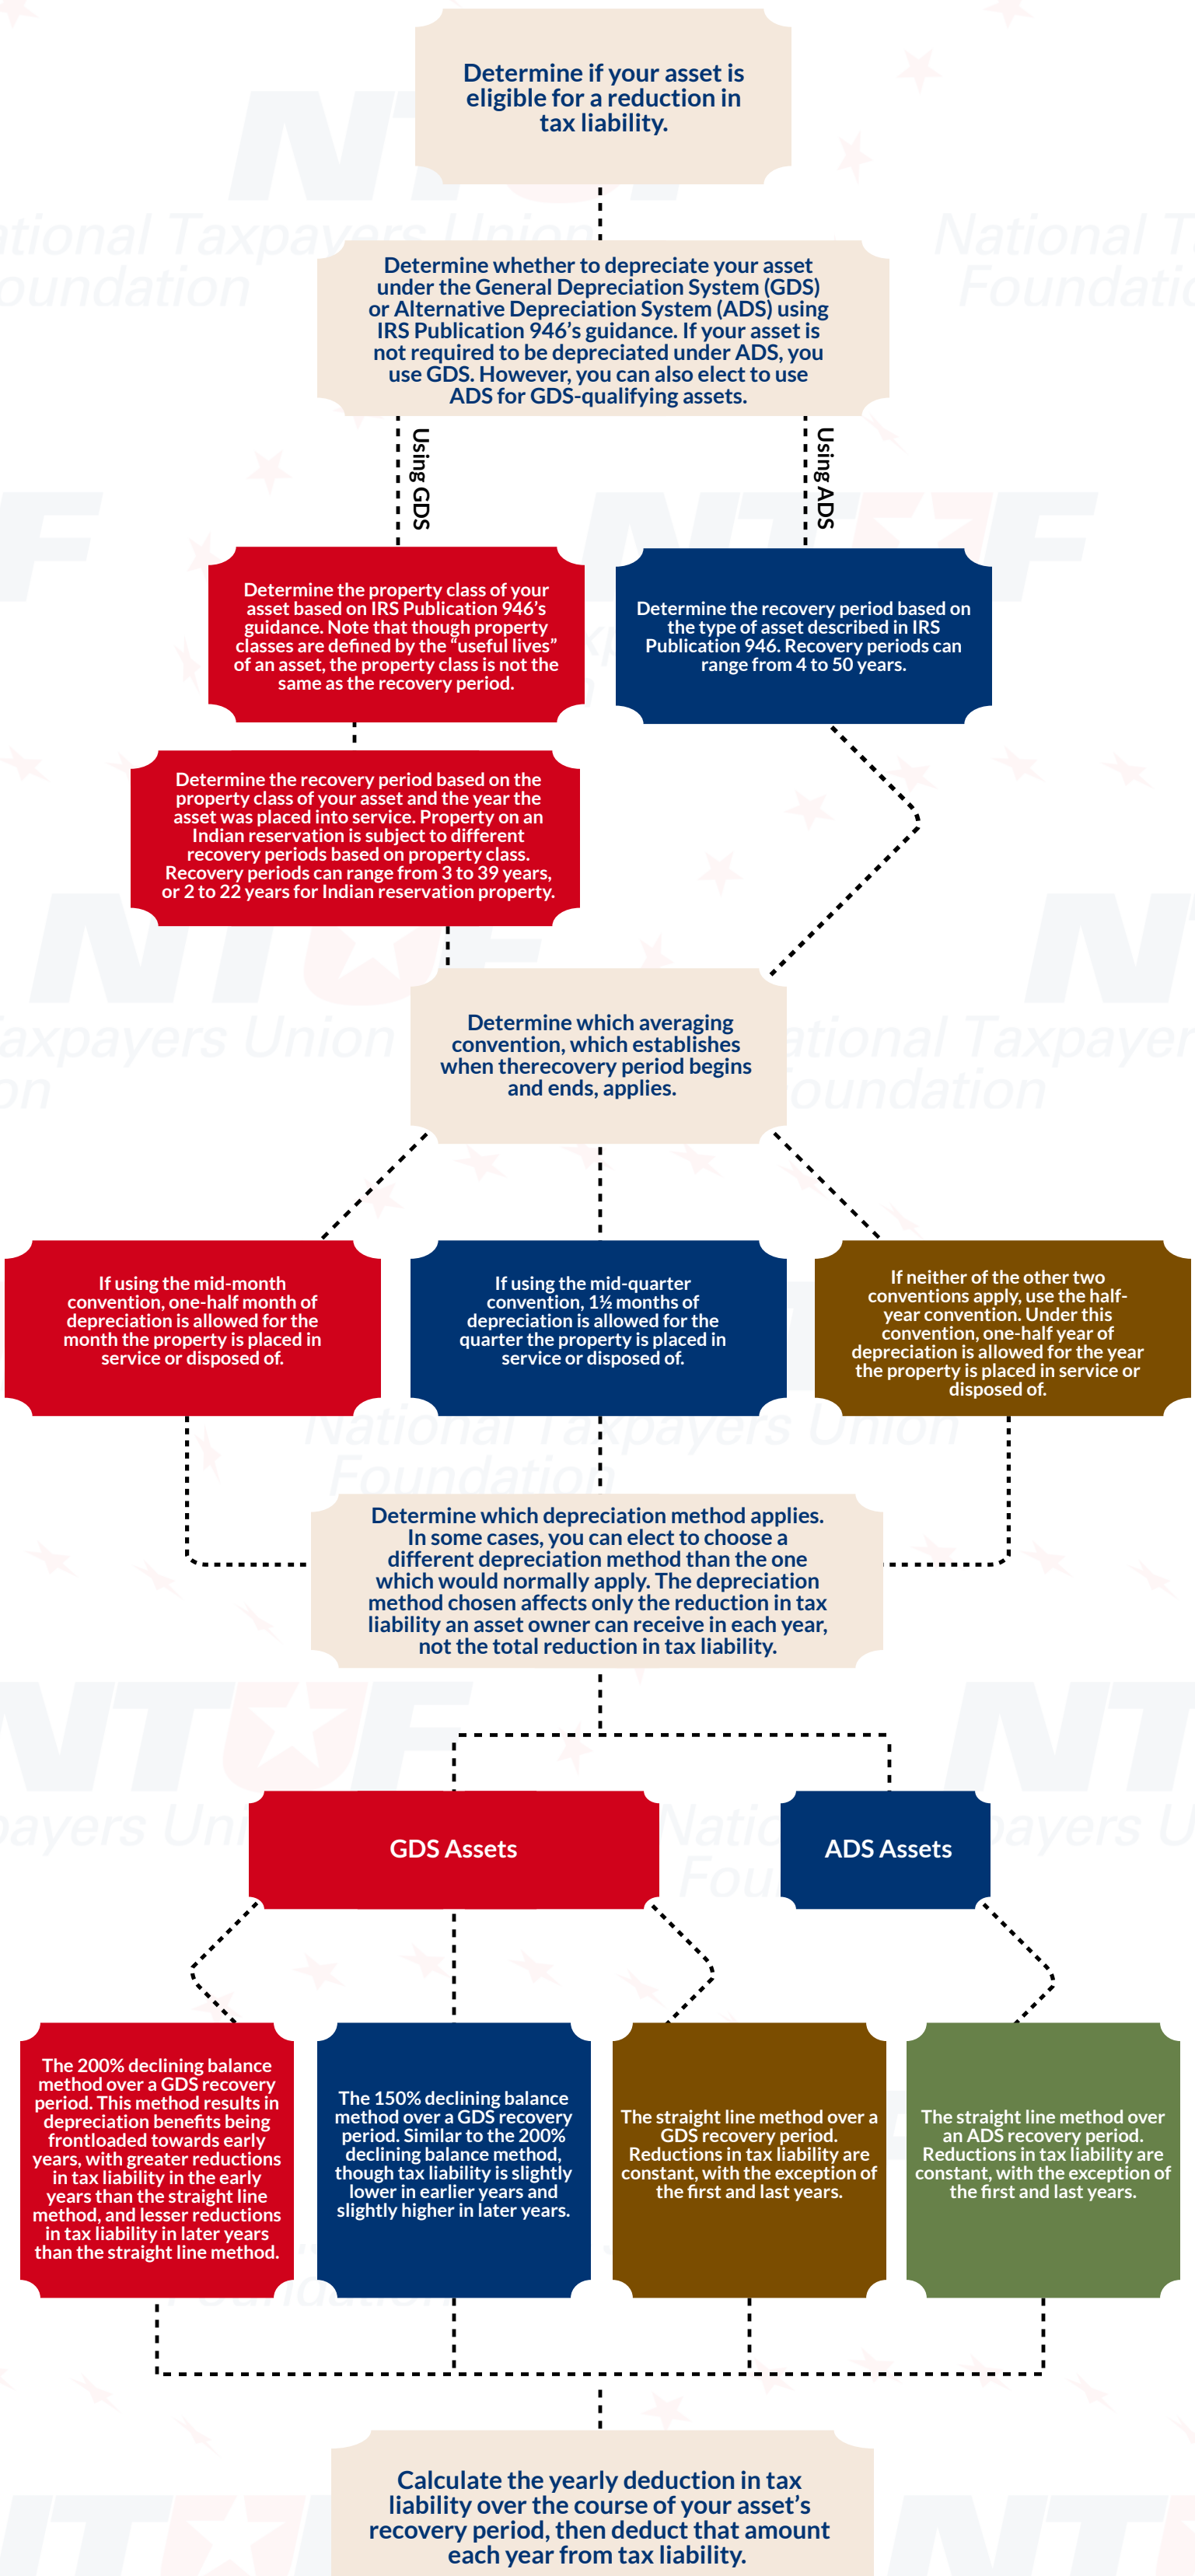 Determine if your asset is
eligible for a reduction in
tax liability.
Determine whether to depreciate your asset
under the General Depreciation System (GDS)
or Alternative Depreciation System (ADS) using
IRS Publication 946’s guidance. If your asset is
not required to be depreciated under ADS, you
use GDS. However, you can also elect to use
ADS for GDS-qualifying assets.
Using GDS
Using ADS
Determine the property class of your
asset based on IRS Publication 946’s
guidance. Note that though property
classes are defined by the “useful lives”
of an asset, the property class is not the
same as the recovery period.
Determine the recovery period based on
the type of asset described in IRS
Publication 946. Recovery periods can
range from 4 to 50 years.
Determine the recovery period based on the
property class of your asset and the year the
asset was placed into service. Property on an
Indian reservation is subject to different
recovery periods based on property class.
Recovery periods can range from 3 to 39 years,
or 2 to 22 years for Indian reservation property.
Determine which averaging
convention, which establishes
when therecovery period begins
and ends, applies.
If using the mid-month
convention, one-half month of
depreciation is allowed for the
month the property is placed in
service or disposed of.
If using the mid-quarter
convention, 1½ months of
depreciation is allowed for the
quarter the property is placed in
service or disposed of.
If neither of the other two
conventions apply, use the half-
year convention. Under this
convention, one-half year of
depreciation is allowed for the year
the property is placed in service or
disposed of.
Determine which depreciation method applies.
In some cases, you can elect to choose a
different depreciation method than the one
which would normally apply. The depreciation
method chosen affects only the reduction in tax
liability an asset owner can receive in each year,
not the total reduction in tax liability.
GDS Assets
ADS Assets
The 200% declining balance
method over a GDS recovery
period. This method results in
depreciation benefits being
frontloaded towards early
years, with greater reductions
in tax liability in the early
years than the straight line
method, and lesser reductions
in tax liability in later years
than the straight line method.
The 150% declining balance
method over a GDS recovery
period. Similar to the 200%
declining balance method,
though tax liability is slightly
lower in earlier years and
slightly higher in later years.
The straight line method over a
GDS recovery period.
Reductions in tax liability are
constant, with the exception of
the first and last years.
The straight line method over
an ADS recovery period.
Reductions in tax liability are
constant, with the exception of
the first and last years.
Calculate the yearly deduction in tax
liability over the course of your asset’s
recovery period, then deduct that amount
each year from tax liability.
NTUF
National Taxpayers Union
Foundation